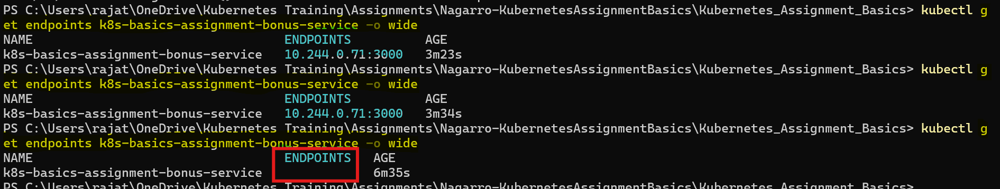 PS C:\Users\rajat\OneDrive\Kubernetes Training\Assignments\Nagarro-KubernetesAssignmentBasics\Kubernetes_Assignment_Basics> kubectl g
et endpoints k8s-basics-assignment-bonus-service -o wide
NAME ENDPOINTS AGE
k8s-basics-assignment-bonus-service 10.244.0.71:3000 3m23s
PS C:\Users\rajat\OneDrive\Kubernetes Training\Assignments\Nagarro-KubernetesAssignmentBasics\Kubernetes_Assignment_Basics> kubectl g
et endpoints k8s-basics-assignment-bonus-service -o wide
NAME ENDPOINTS AGE
k8s-basics-assignment-bonus-service 10.244.0.71:3000 3m34s
PS C:\Users\rajat\OneDrive\Kubernetes Training\Assignments\Nagarro-KubernetesAssignmentBasics\Kubernetes_Assignment_Basics> kubectl g
et endpoints k8s-basics-assignment-bonus-service -o wide
NAME ENDPOINTS AGE
k8s-basics-assignment-bonus-service 6m35s
PS C:\Users\rajat\OneDrive\Kubernetes Training\Assignments\Nagarro-KubernetesAssignmentBasics\Kubernetes_Assignment_Basics>